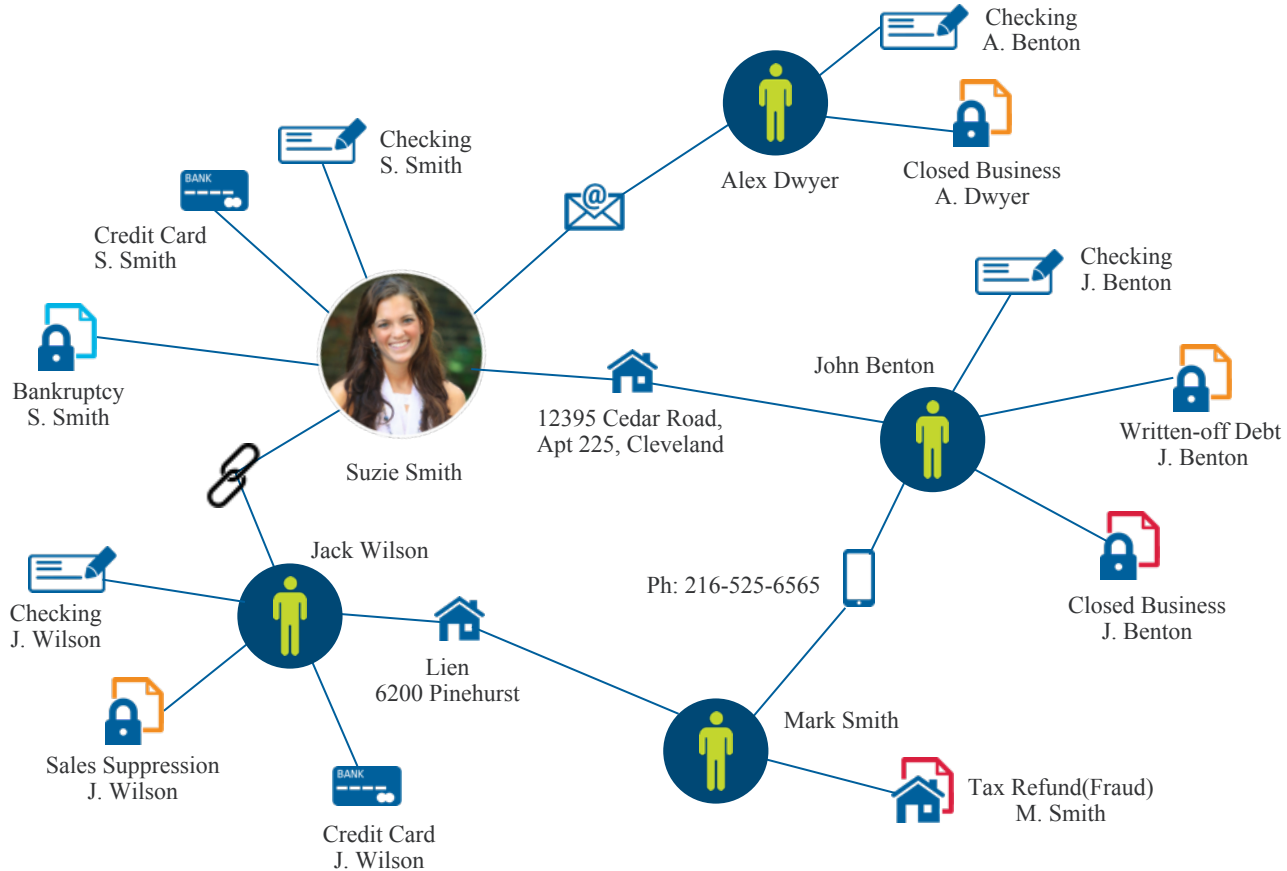 Checking
A. Benton
Closed Business
A. Dwyer
Alex Dwyer
Checking
S. Smith
@
BANK
Credit Card
S. Smith
Bankruptcy
S. Smith
Suzie Smith
12395 Cedar Road,
Apt 225, Cleveland
John Benton
Checking
J. Benton
Written-off Debt
J. Benton
Closed Business
J. Benton
Ph: 216-525-6565
Jack Wilson
Checking
J. Wilson
Lien
6200 Pinehurst
Sales Suppression
J. Wilson
BANK
Credit Card
J. Wilson
Mark Smith
Tax Refund(Fraud)
M. Smith